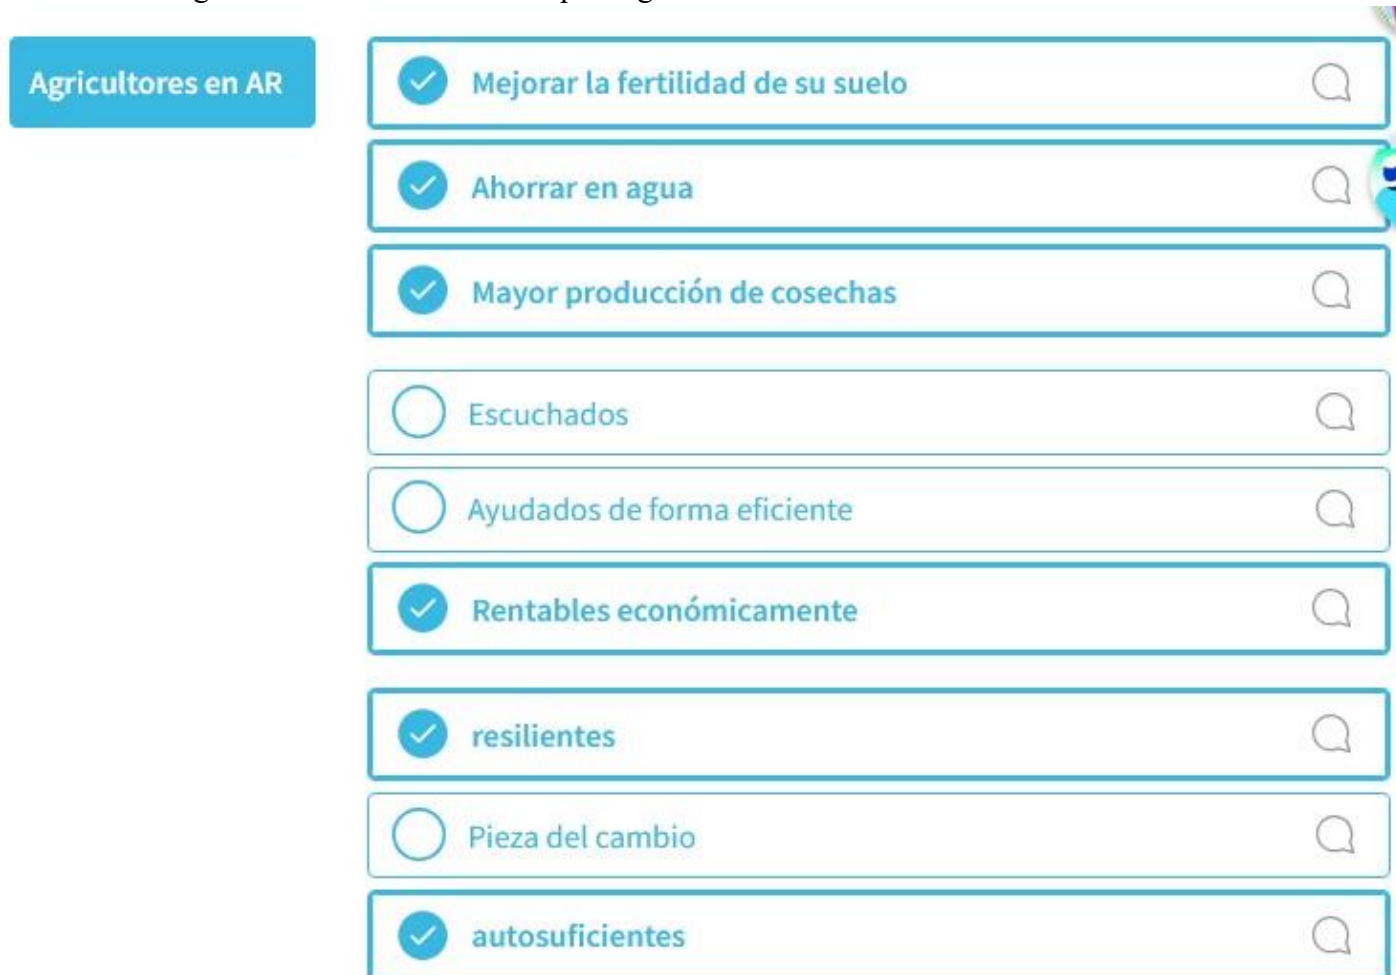 Agricultores en AR
Mejorar la fertilidad de su suelo
Ahorrar en agua
Mayor producción de cosechas
Escuchados
Ayudados de forma eficiente
Rentables económicamente
resilientes
Pieza del cambio
autosuficientes